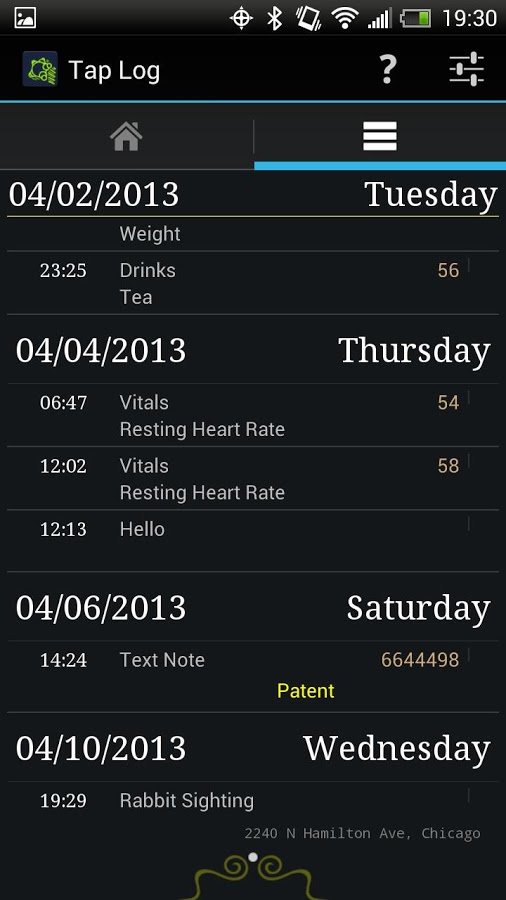 19:30
Tap Log
?
04/02/2013 Tuesday
Weight
23:25 Drinks 56
Tea
04/04/2013 Thursday
06:47 Vitals 54
Resting Heart Rate
12:02 Vitals 58
Resting Heart Rate
12:13 Hello
04/06/2013 Saturday
14:24 Text Note 6644498
Patent
04/10/2013 Wednesday
19:29 Rabbit Sighting
2240 N Hamilton Ave, Chicago